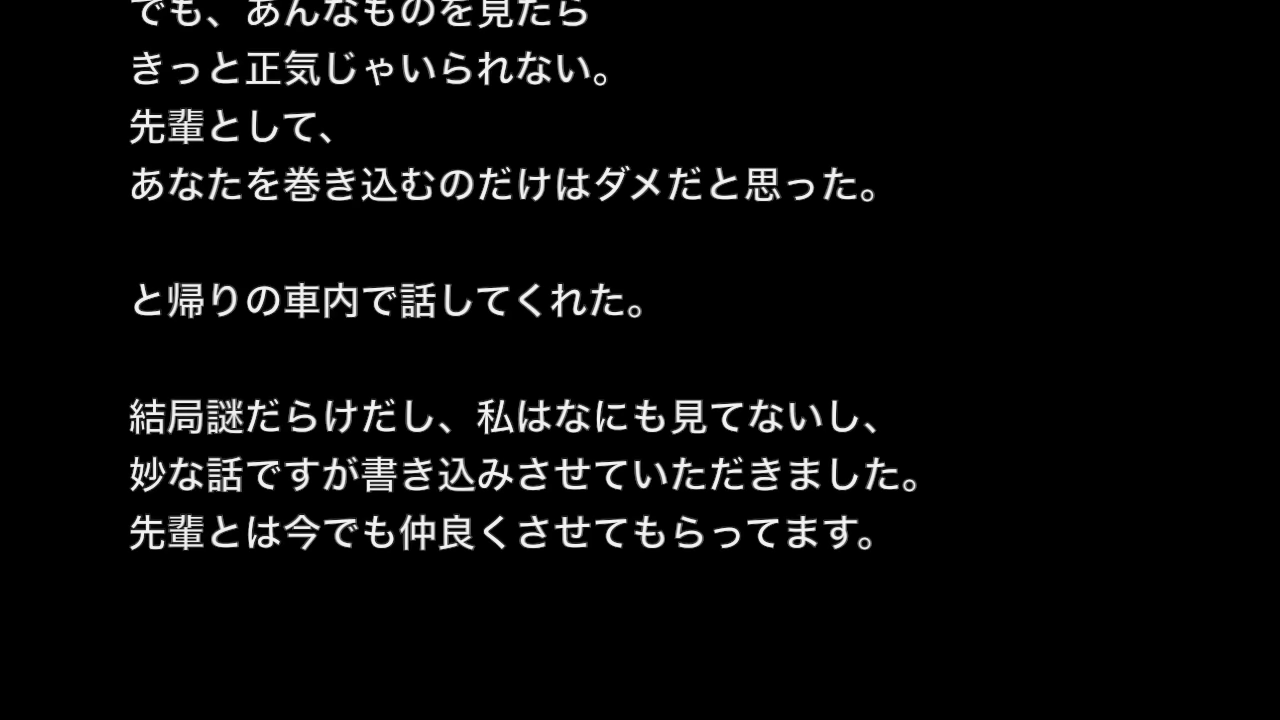 でも、あんなものを見たら
きっと正気じゃいられない。
先輩として、
あなたを巻き込むのだけはダメだと思った。
と帰りの車内で話してくれた。
結局謎だらけだし、私はなにも見てないし、
妙な話ですが書き込みさせていただきました。
先輩とは今でも仲良くさせてもらってます。